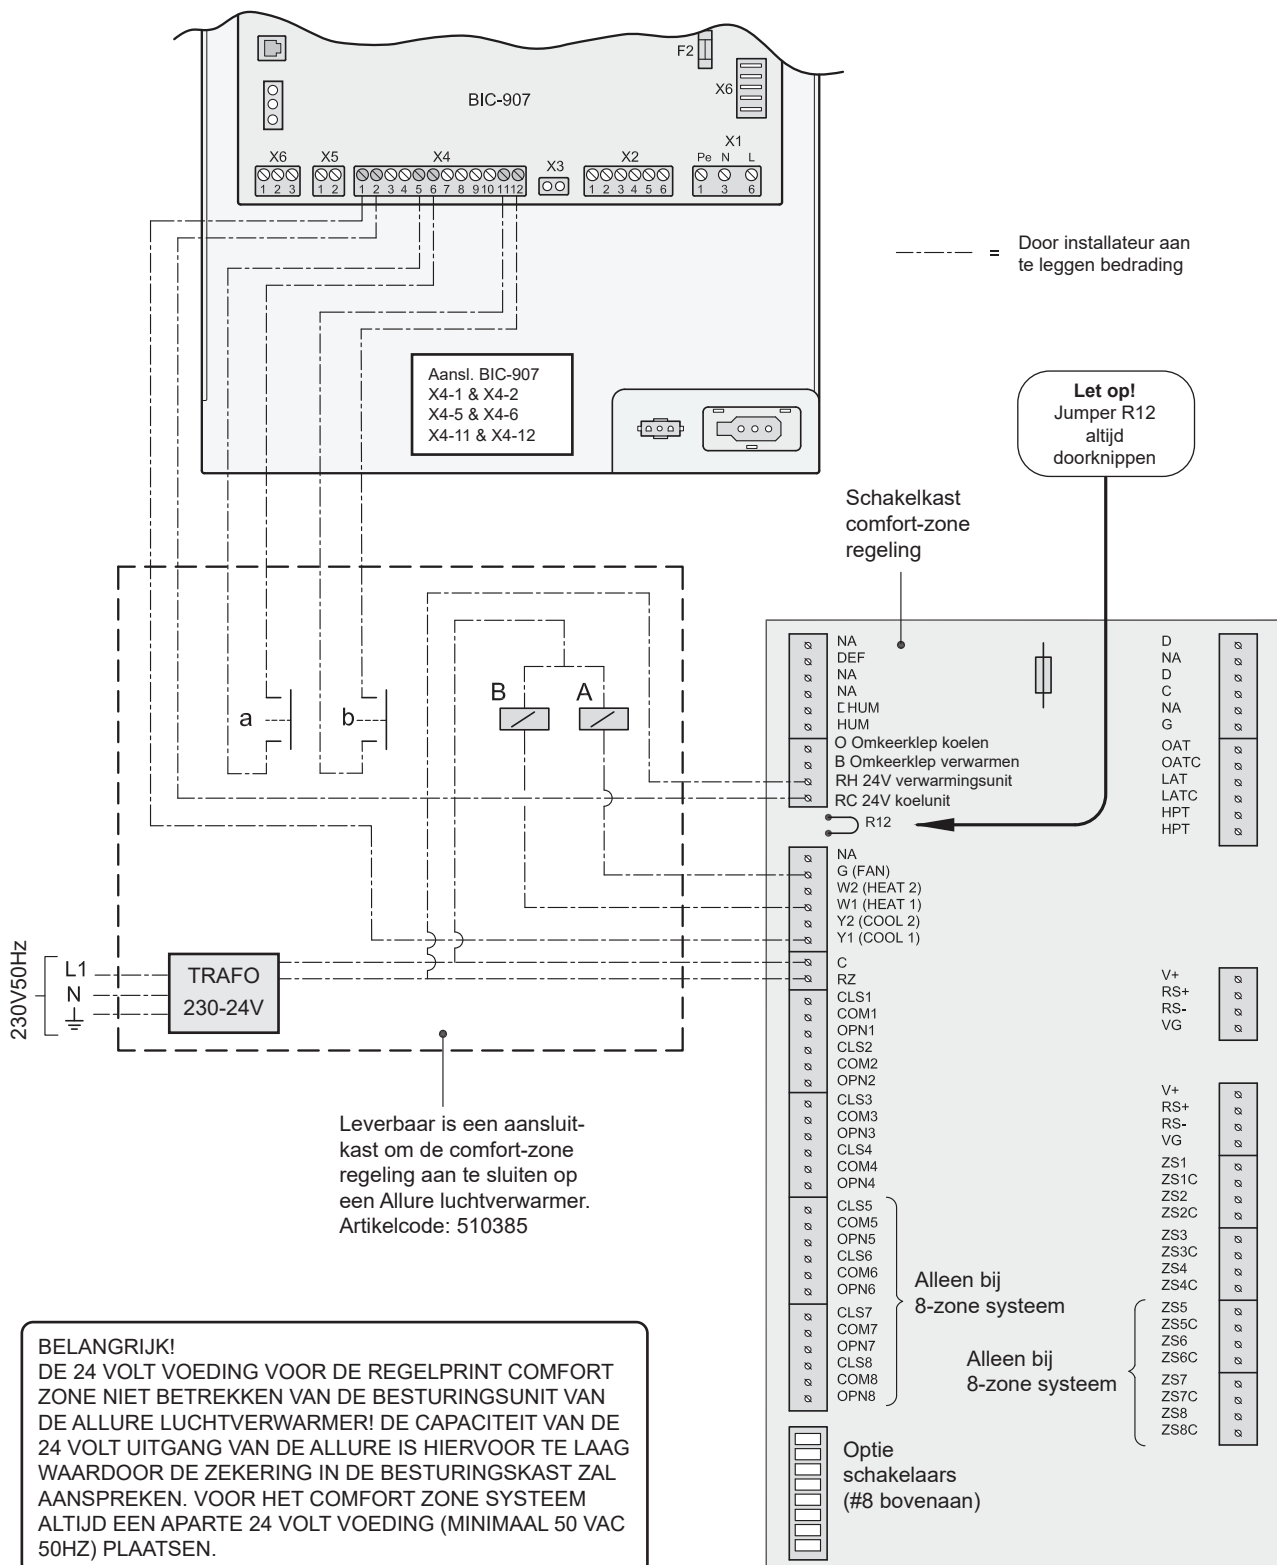 F2
X6
BIC-907
X6 X5 X4 X3 X2 X1
Pe N L
1 2 3 1 2 1 2 3 4 5 6 7 8 9 10 11 12 1 2 3 4 5 6 1 3 6
= Door installateur aan
te leggen bedrading
Aansl. BIC-907
X4-1 & X4-2
X4-5 & X4-6
X4-11 & X4-12
Let op!
Jumper R12
altijd
doorknippen
Schakelkast
comfort-zone
regeling
a
b
B
A
230V50Hz
L1
N
TRAFO
230-24V
NA
DEF
NA
NA
DHUM
HUM
O Omkeerklep koelen
B Omkeerklep verwarmen
RH 24V verwarmingsunit
RC 24V koelunit
R12
NA
G (FAN)
W2 (HEAT 2)
W1 (HEAT 1)
Y2 (COOL 2)
Y1 (COOL 1)
C
RZ
CLS1
COM1
OPN1
CLS2
COM2
OPN2
CLS3
COM3
OPN3
CLS4
COM4
OPN4
CLS5
COM5
OPN5
CLS6
COM6
OPN6
CLS7
COM7
OPN7
CLS8
COM8
OPN8
Alleen bij
8-zone systeem
Optie
schakelaars
(#8 bovenaan)
D
NA
D
C
NA
G
OAT
OATC
LAT
LATC
HPT
HPT
V+
RS+
RS-
VG
V+
RS+
RS-
VG
ZS1
ZS1C
ZS2
ZS2C
ZS3
ZS3C
ZS4
ZS4C
ZS5
ZS5C
ZS6
ZS6C
ZS7
ZS7C
ZS8
ZS8C
Alleen bij
8-zone systeem
Leverbaar is een aansluit-
kast om de comfort-zone
regeling aan te sluiten op
een Allure luchtverwarmer.
Artikelcode: 510385
BELANGRIJK!
DE 24 VOLT VOEDING VOOR DE REGELPRINT COMFORT
ZONE NIET BETREKKEN VAN DE BESTURINGSUNIT VAN
DE ALLURE LUCHTVERWARMER! DE CAPACITEIT VAN DE
24 VOLT UITGANG VAN DE ALLURE IS HIERVOOR TE LAAG
WAARDOOR DE ZEKERING IN DE BESTURINGSKAST ZAL
AANSPREKEN. VOOR HET COMFORT ZONE SYSTEEM
ALTIJD EEN APARTE 24 VOLT VOEDING (MINIMAAL 50 VAC
50HZ) PLAATSEN.